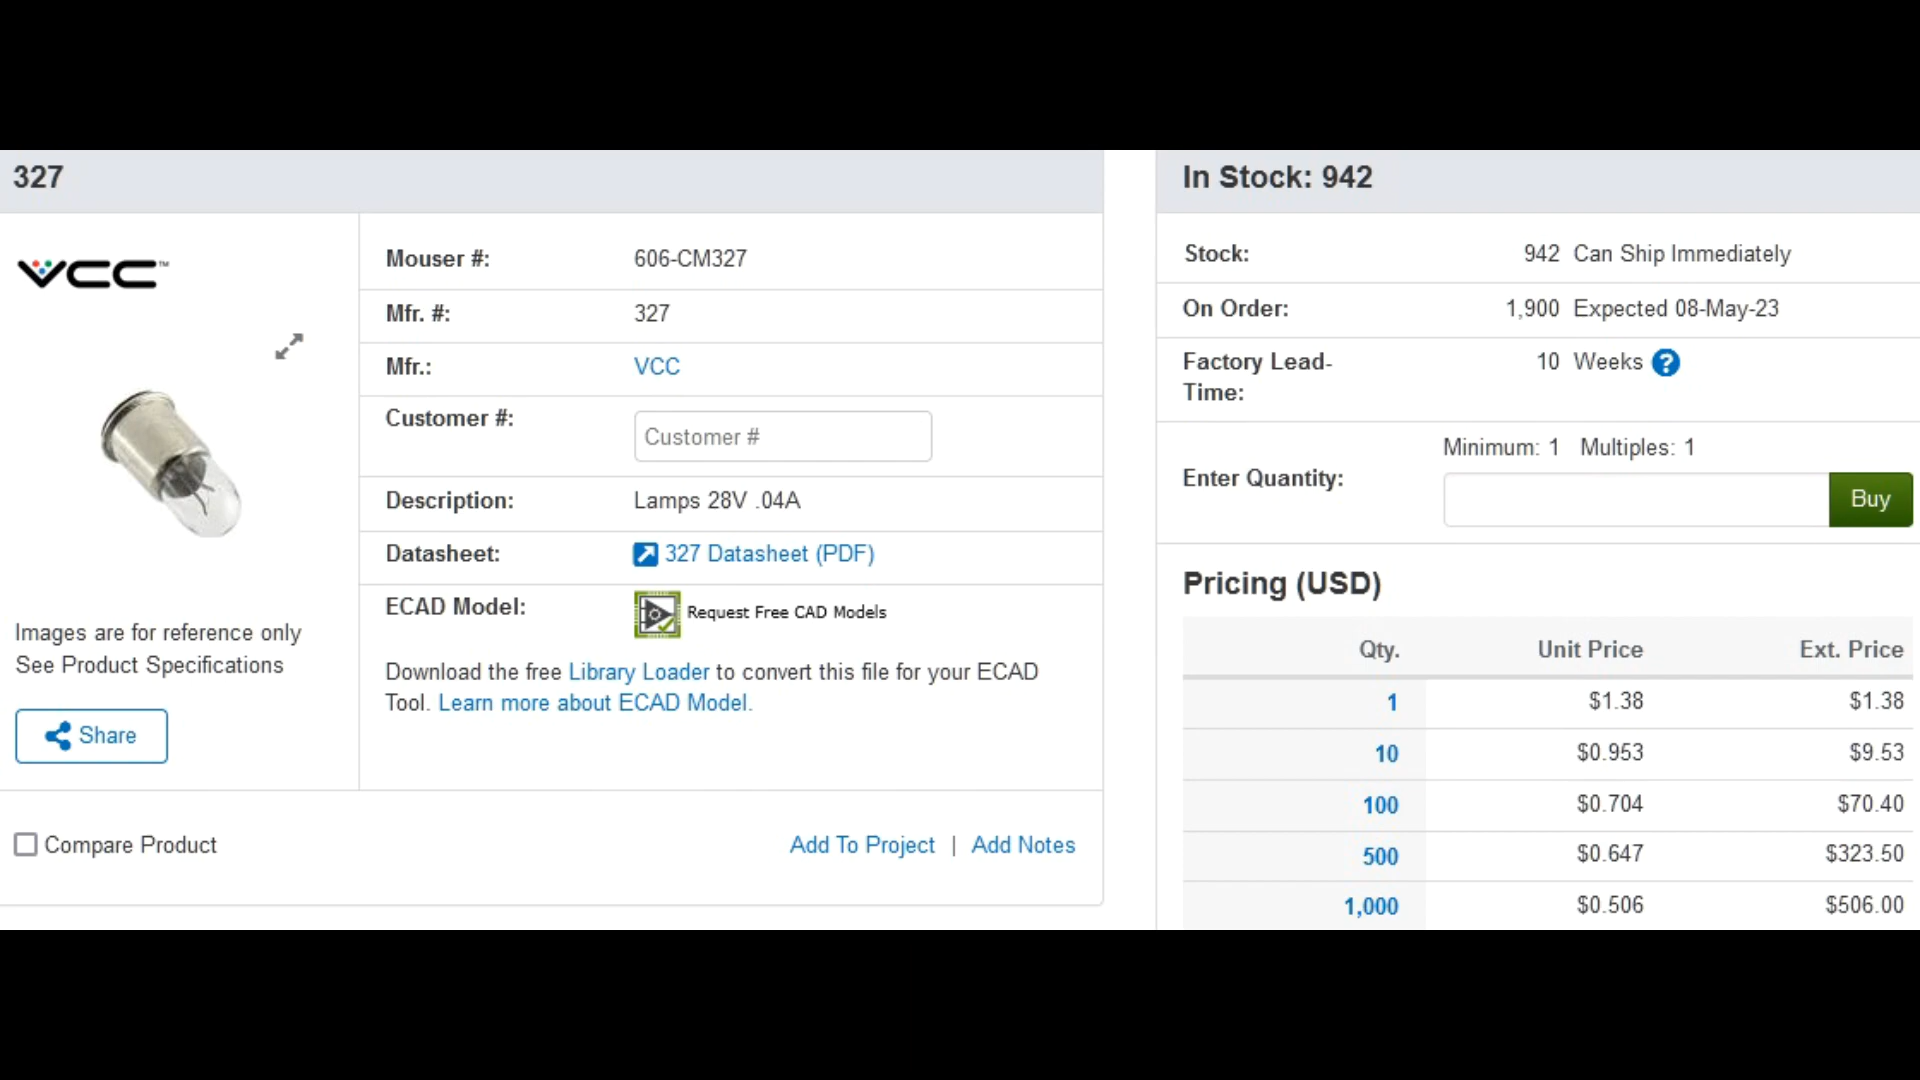 327
VCC™
Images are for reference only
See Product Specifications
Share
Mouser #: 606-CM327
Mfr. #: 327
Mfr.: VCC
Customer #: Customer #
Description: Lamps 28V .04A
Datasheet: 327 Datasheet (PDF)
ECAD Model: Request Free CAD Models
Download the free Library Loader to convert this file for your ECAD
Tool. Learn more about ECAD Model.
Compare Product
Add To Project | Add Notes
In Stock: 942
Stock: 942 Can Ship Immediately
On Order: 1,900 Expected 08-May-23
Factory Lead- 10 Weeks ?
Time:
Minimum: 1 Multiples: 1
Enter Quantity: Buy
Pricing (USD)
Qty. Unit Price Ext. Price
1 $1.38 $1.38
10 $0.953 $9.53
100 $0.704 $70.40
500 $0.647 $323.50
1,000 $0.506 $506.00